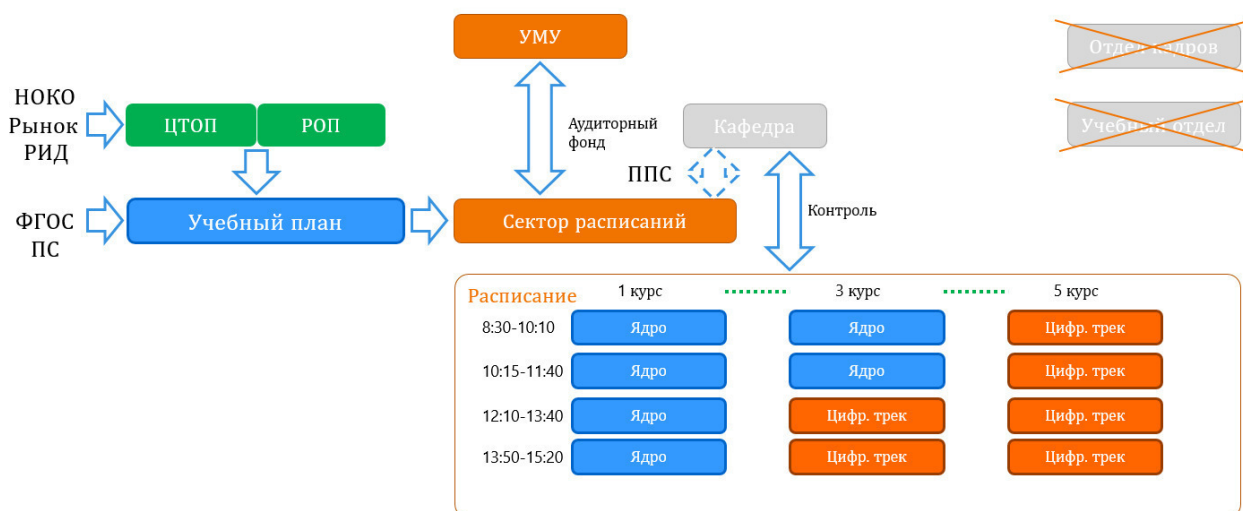 УМУ
Отдел кадров
НОКО
Рынок
РИД
ЦТОП
РОП
Аудиторный
фонд
Кафедра
Учебный отдел
ППС
ФГОС
ПС
Учебный план
Сектор расписаний
Контроль
Расписание
1 курс
3 курс
5 курс
8:30-10:10
Ядро
Ядро
Цифр. трек
10:15-11:40
Ядро
Ядро
Цифр. трек
12:10-13:40
Ядро
Цифр. трек
Цифр. трек
13:50-15:20
Ядро
Цифр. трек
Цифр. трек